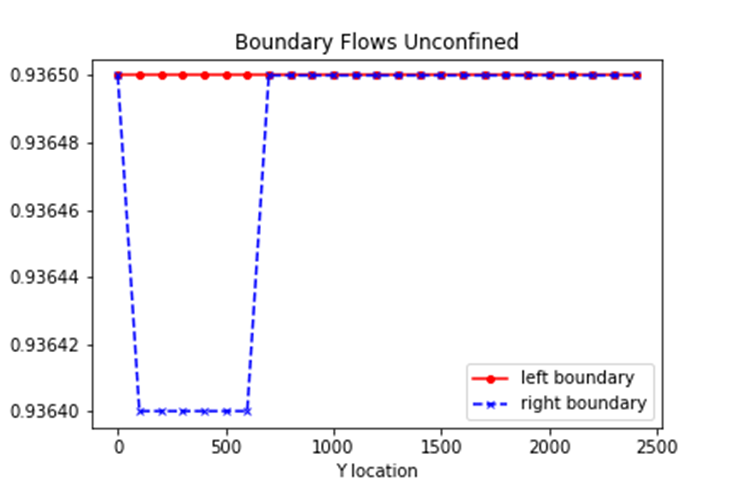 Boundary Flows Unconfined
0.93650
0.93648
0.93646
0.93644
0.93642
0.93640
left boundary
right boundary
0 500 1000 1500 2000 2500
Y location